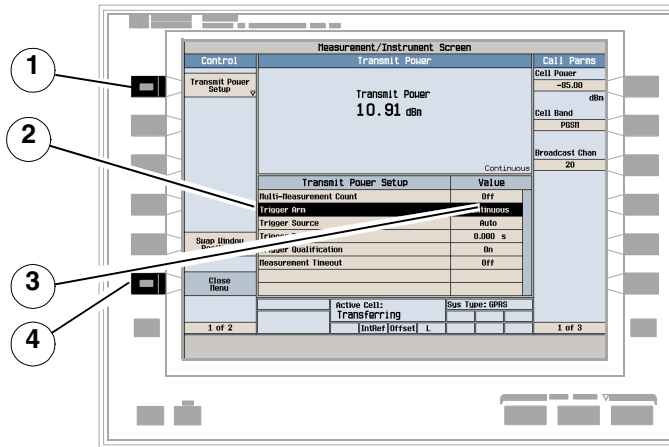 1
2
3
4
Measurement/Instrument Screen
Control
Transmit Power
Call Parms
Transmit Power
Setup
Transmit Power
10.91 dBm
Continuous
Cell Power
-85.00
dBm
Cell Band
PGSM
Broadcast Chan
20
Transmit Power Setup
Value
Multi-Measurement Count
Off
Trigger Arm
Trigger Source
Auto
0.000 s
Trigger Qualification
On
Measurement Timeout
Off
Swap Window
Close
Menu
1 of 2
Active Cell:
Transferring
Sys Type: GPRS
IntRef
Offset
L
1 of 3